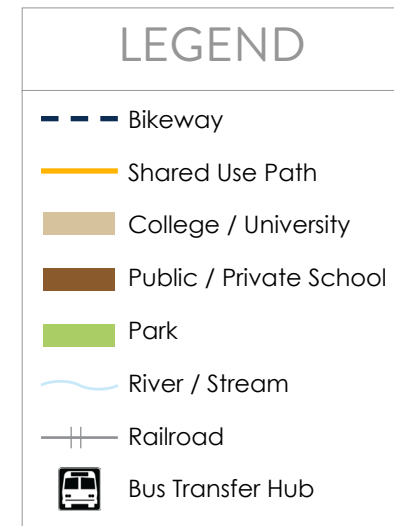 LEGEND
Bikeway
Shared Use Path
College / University
Public / Private School
Park
River / Stream
Railroad
Bus Transfer Hub